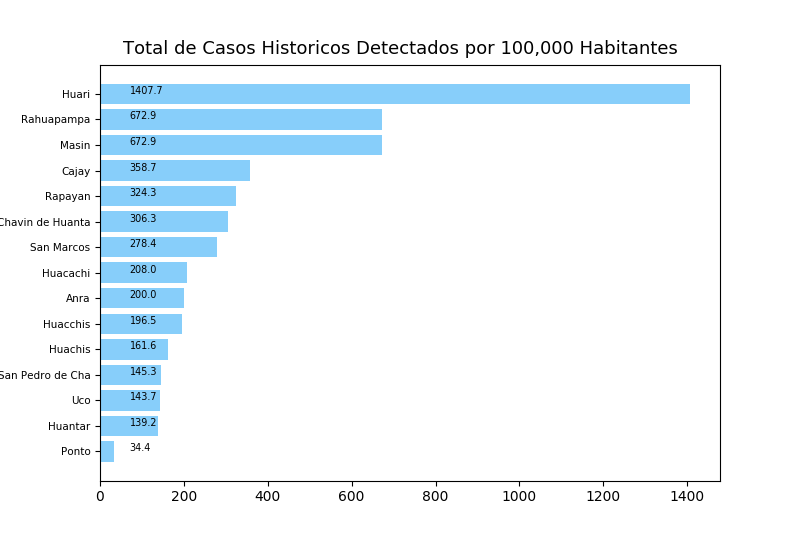 Total de Casos Historicos Detectados por 100,000 Habitantes
Huari 1407.7
Rahuapampa 672.9
Masin 672.9
Cajay 358.7
Rapayan 324.3
Chavin de Huanta 306.3
San Marcos 278.4
Huacachi 208.0
Anra 200.0
Huacchis 196.5
Huachis 161.6
San Pedro de Cha 145.3
Uco 143.7
Huantar 139.2
Ponto 34.4
0 200 400 600 800 1000 1200 1400